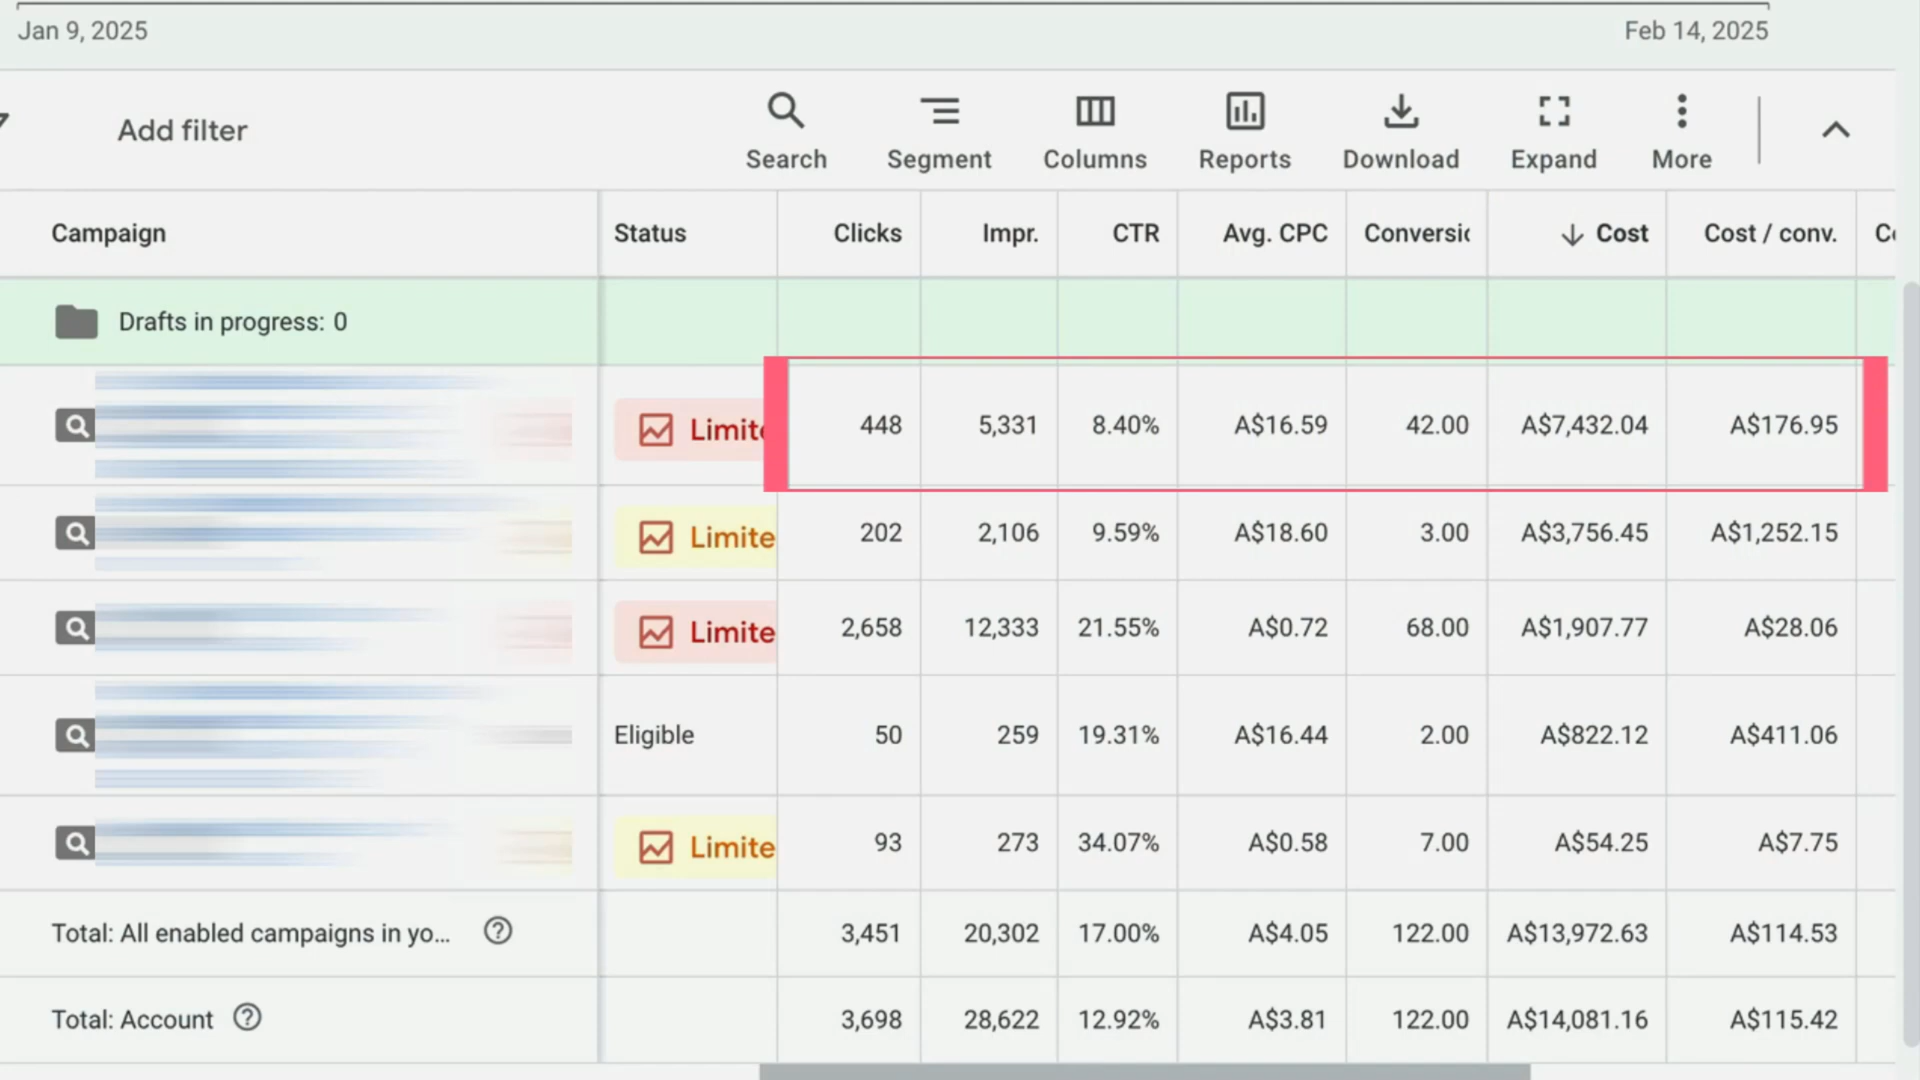 Jan 9, 2025 Feb 14, 2025
Add filter Search Segment Columns Reports Download Expand More
Campaign Status Clicks Impr. CTR Avg. CPC Conversic Cost Cost / conv. Co
Drafts in progress: 0
Limite 448 5,331 8.40% A$16.59 42.00 A$7,432.04 A$176.95
Limite 202 2,106 9.59% A$18.60 3.00 A$3,756.45 A$1,252.15
Limite 2,658 12,333 21.55% A$0.72 68.00 A$1,907.77 A$28.06
Eligible 50 259 19.31% A$16.44 2.00 A$822.12 A$411.06
Limite 93 273 34.07% A$0.58 7.00 A$54.25 A$7.75
Total: All enabled campaigns in yo... 3,451 20,302 17.00% A$4.05 122.00 A$13,972.63 A$114.53
Total: Account 3,698 28,622 12.92% A$3.81 122.00 A$14,081.16 A$115.42